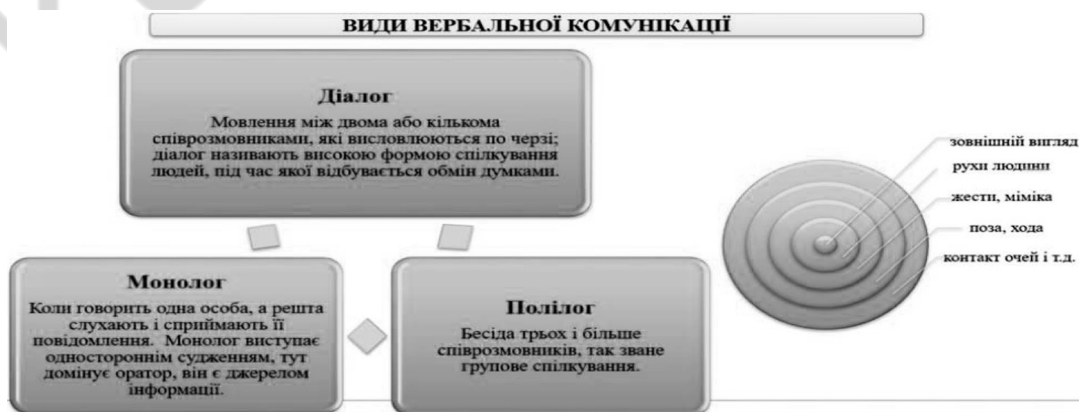 ВИДИ ВЕРБАЛЬНОЇ КОМУНІКАЦІЇ
Діалог
Мовлення між двома або кількома
співрозмовниками, які висловлюються по черзі;
діалог називають високою формою спілкування
людей, під час якої відбувається обмін думками.
Монолог
Коли говорить одна особа, а решта
слухають і сприймають її
повідомлення. Монолог виступає
одностороннім судженням, тут
домінує оратор, він є джерелом
інформації.
Полілог
Бесіда трьох і більше
співрозмовників, так зване
групове спілкування.
зовнішній вигляд
рухи людини
жести, міміка
поза, хода
контакт очей і т.д.